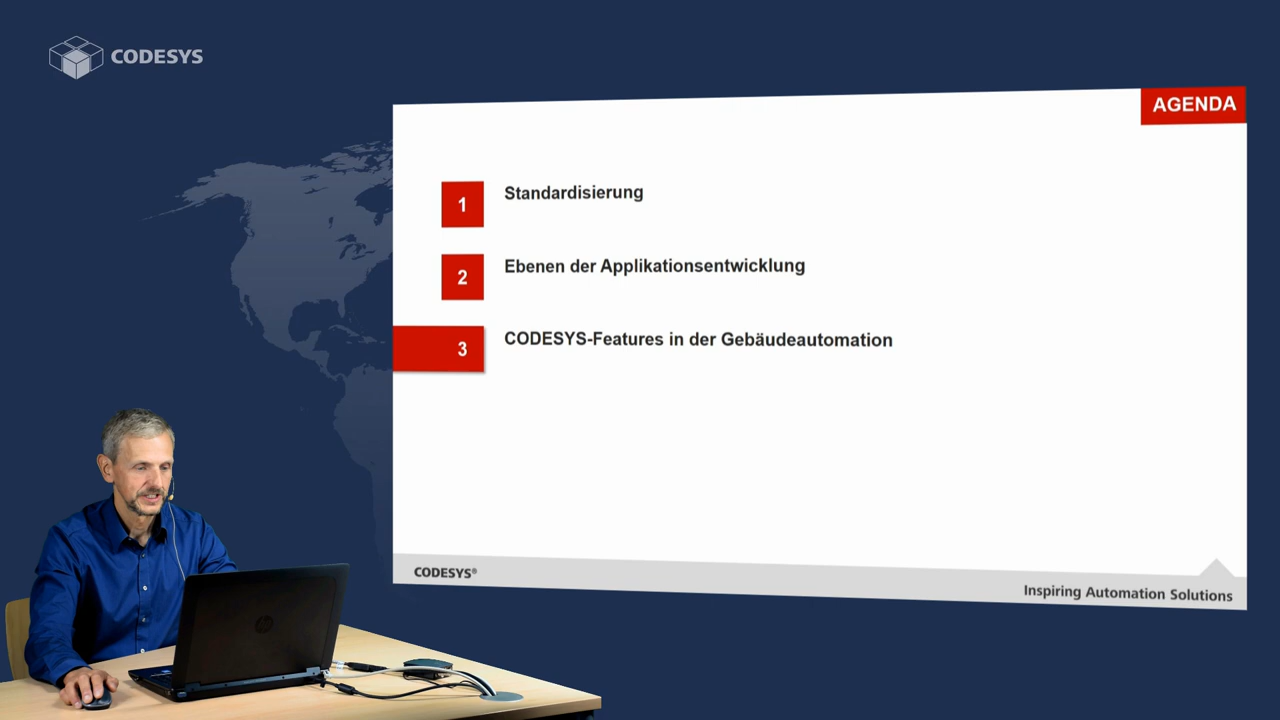 CODESYS
AGENDA
1
Standardisierung
2
Ebenen der Applikationsentwicklung
3
CODESYS-Features in der Gebäudeautomation
CODESYS®
Inspiring Automation Solutions